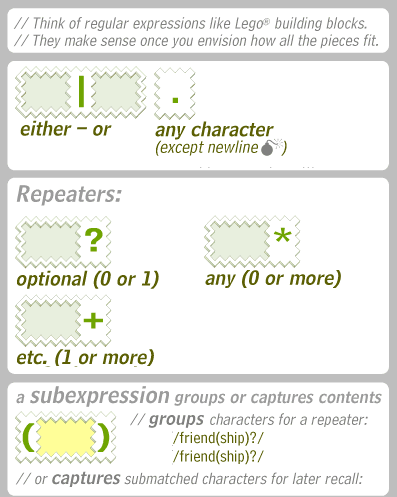 // Think of regular expressions like Lego® building blocks.
// They make sense once you envision how all the pieces fit.
|
.
either – or
any character
(except newline )
Repeaters:
?
*
optional (0 or 1)
any (0 or more)
+
etc. (1 or more)
a subexpression groups or captures contents
( )
// groups characters for a repeater:
/friend(ship)?/
/friend(ship)?/
// or captures submatched characters for later recall: